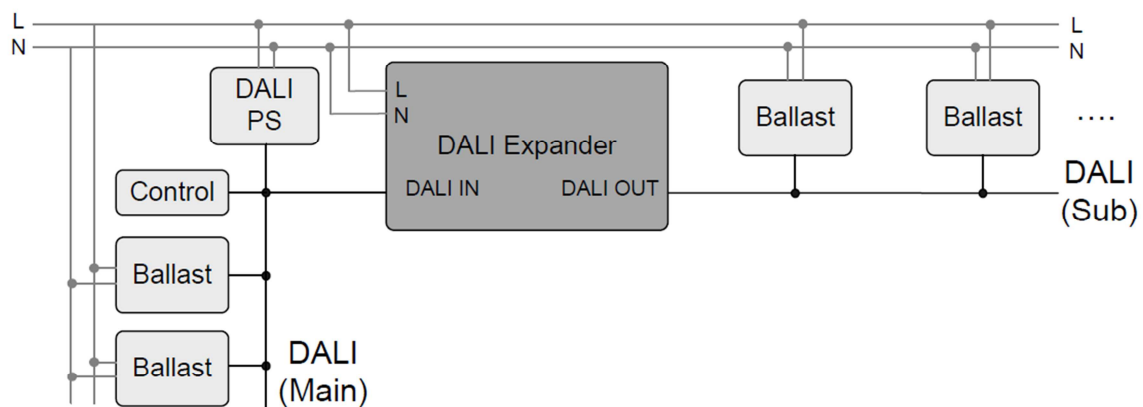 L
N
L
N
DALI
PS
L
N
DALI Expander
DALI IN
DALI OUT
Ballast
Ballast
....
DALI
(Sub)
Control
Ballast
Ballast
DALI
(Main)